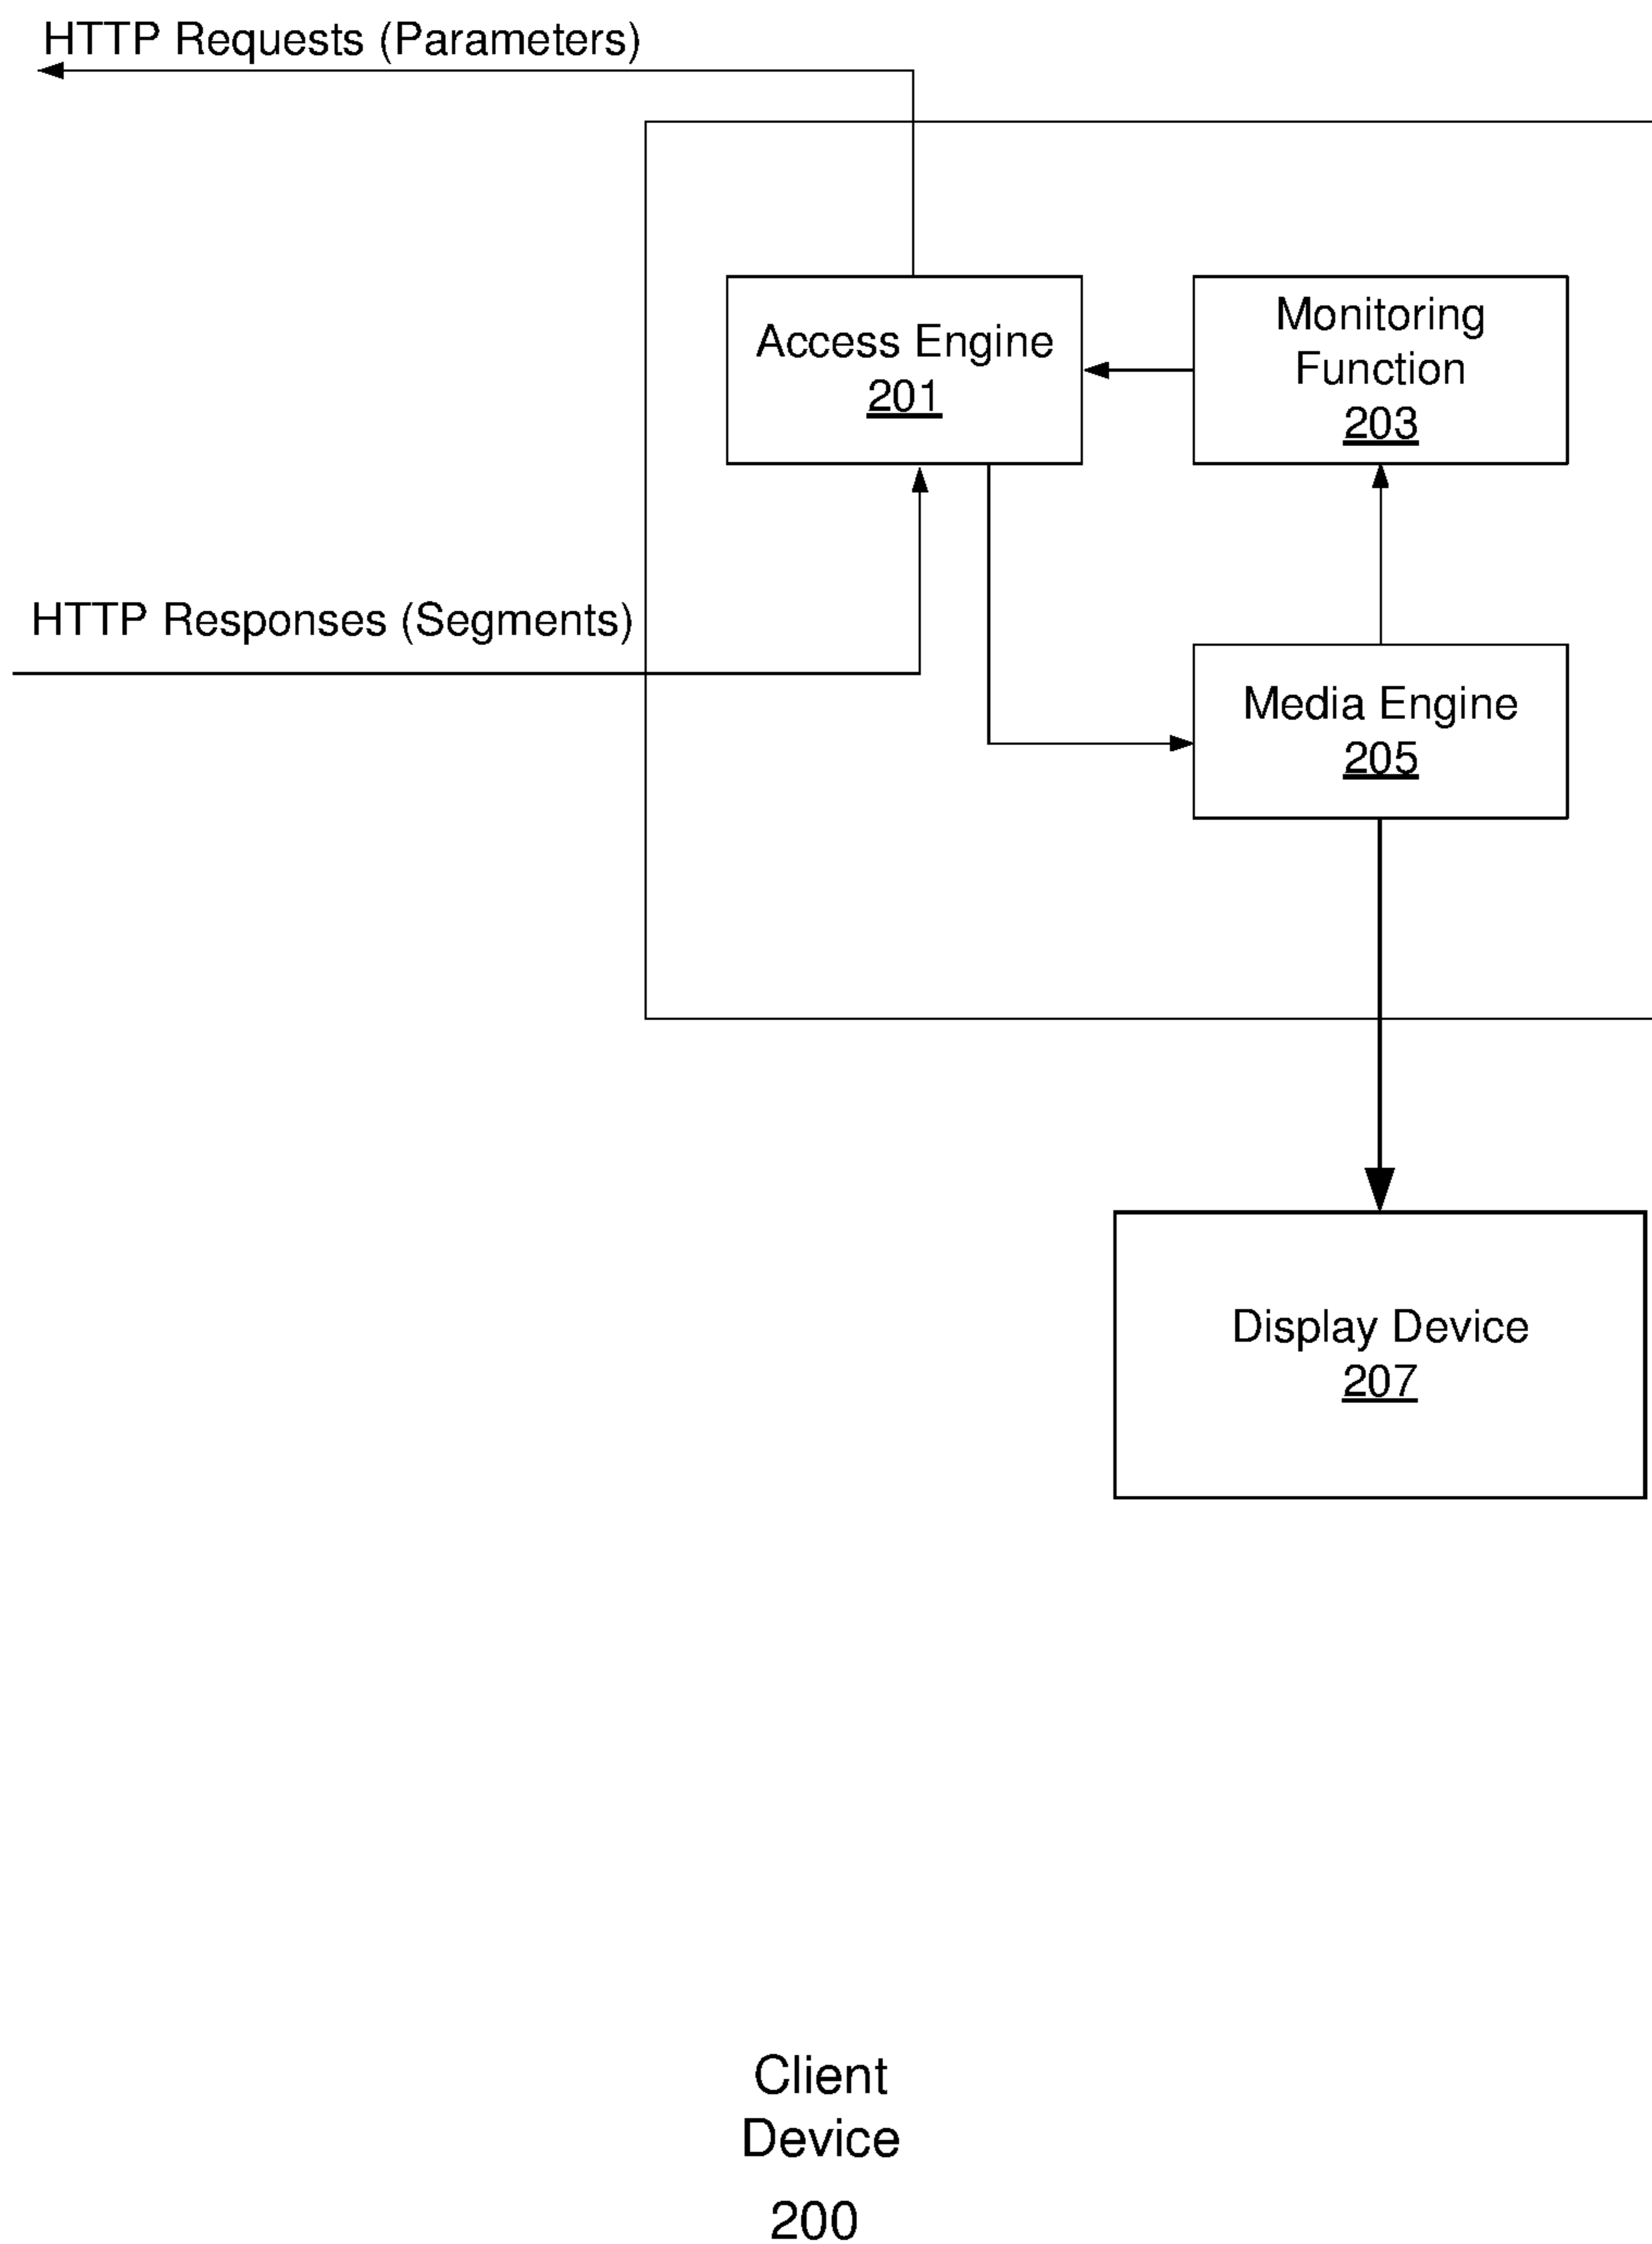 HTTP Requests (Parameters)
Access Engine
201
Monitoring
Function
203
HTTP Responses (Segments)
Media Engine
205
Display Device
207
Client
Device
200